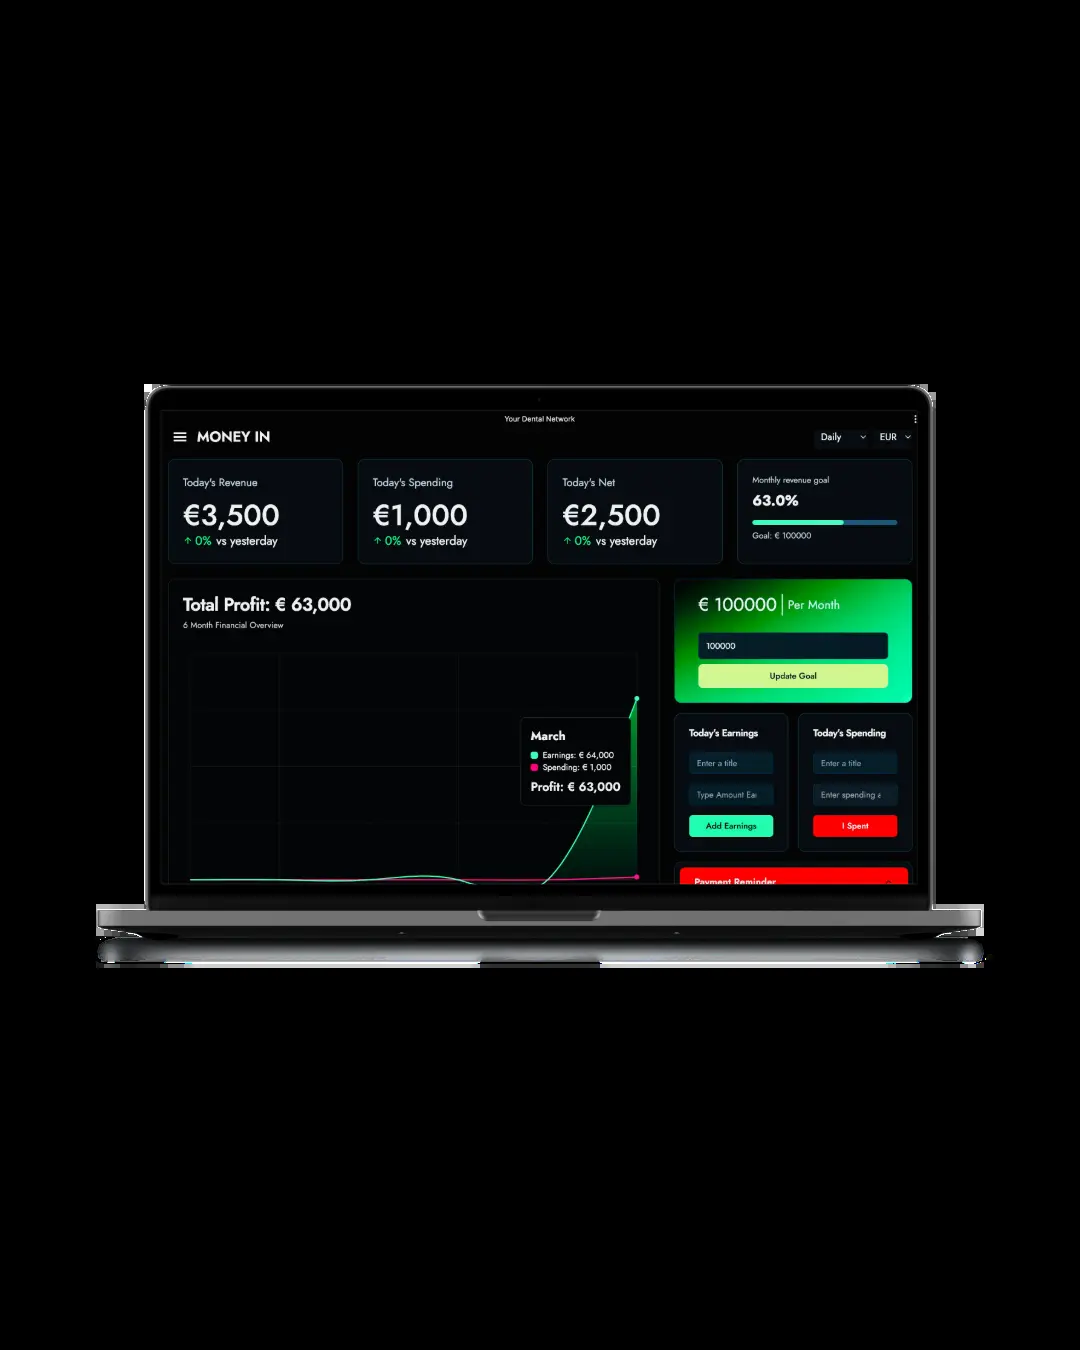 Your Dental Network
MONEY IN
Daily
EUR
Today's Revenue
€3,500
↑ 0% vs yesterday
Today's Spending
€1,000
↑ 0% vs yesterday
Today's Net
€2,500
↑ 0% vs yesterday
Monthly revenue goal
63.0%
Goal: € 100000
Total Profit: € 63,000
6 Month Financial Overview
March
Earnings: € 64,000
Spending: € 1,000
Profit: € 63,000
€ 100000 | Per Month
100000
Update Goal
Today's Earnings
Enter a title
Type Amount Ear
Add Earnings
Today's Spending
Enter a title
Enter spending a
I Spent
Payment Reminder